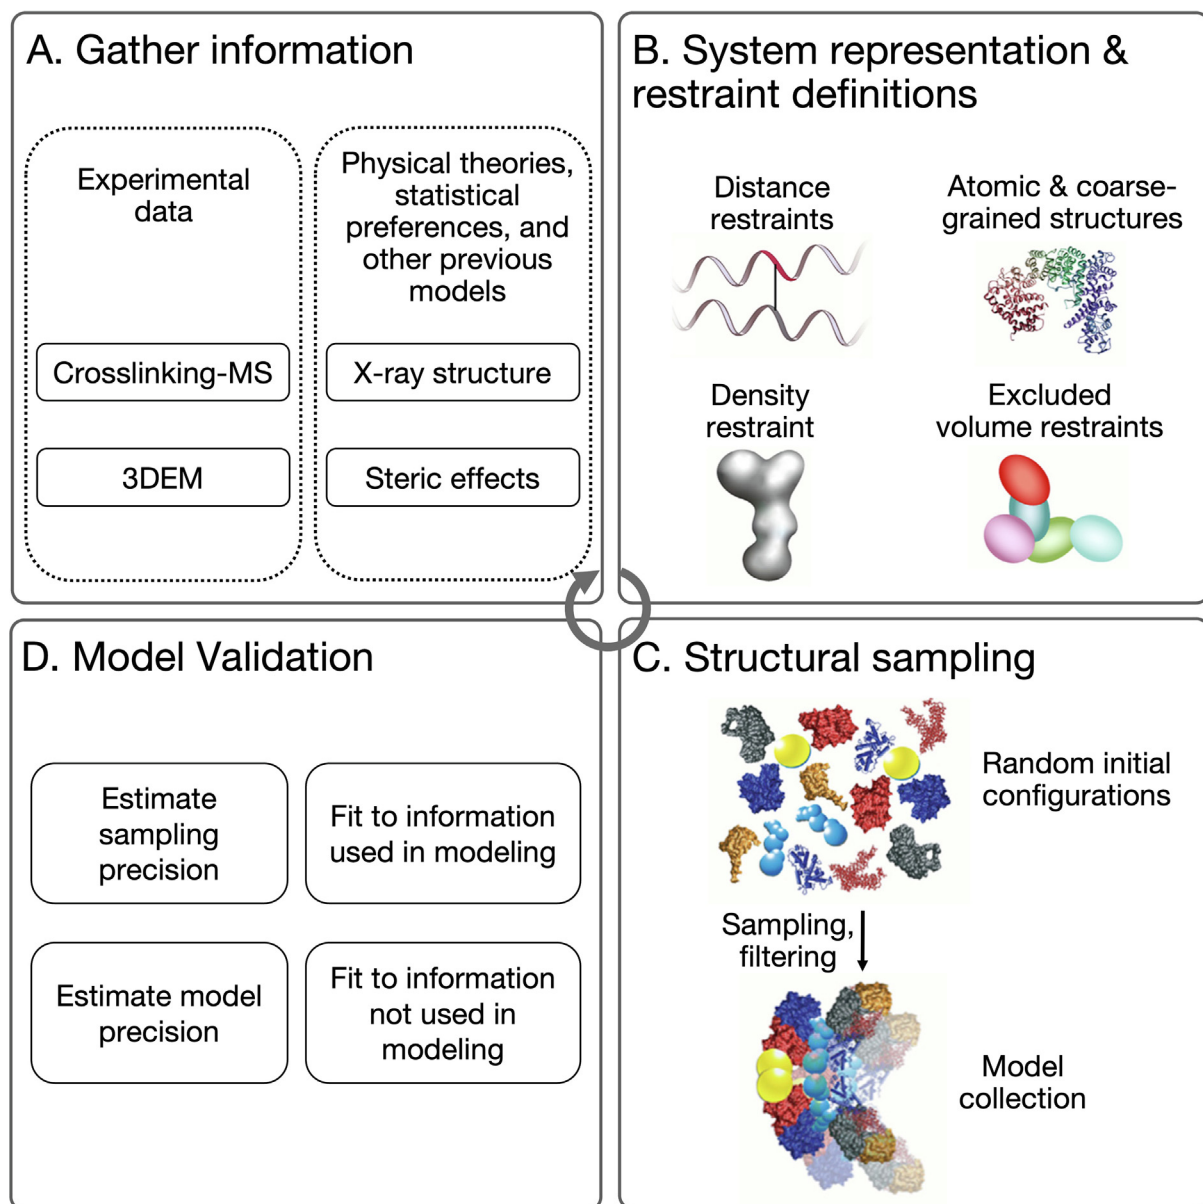 A. Gather information
Experimental
data
Crosslinking-MS
3DEM
Physical theories,
statistical
preferences, and
other previous
models
X-ray structure
Steric effects
B. System representation &
restraint definitions
Distance
restraints
Atomic & coarse-
grained structures
Density
restraint
Excluded
volume restraints
C. Structural sampling
Random initial
configurations
Sampling,
filtering
Model
collection
D. Model Validation
Estimate
sampling
precision
Fit to information
used in modeling
Estimate model
precision
Fit to information
not used in
modeling